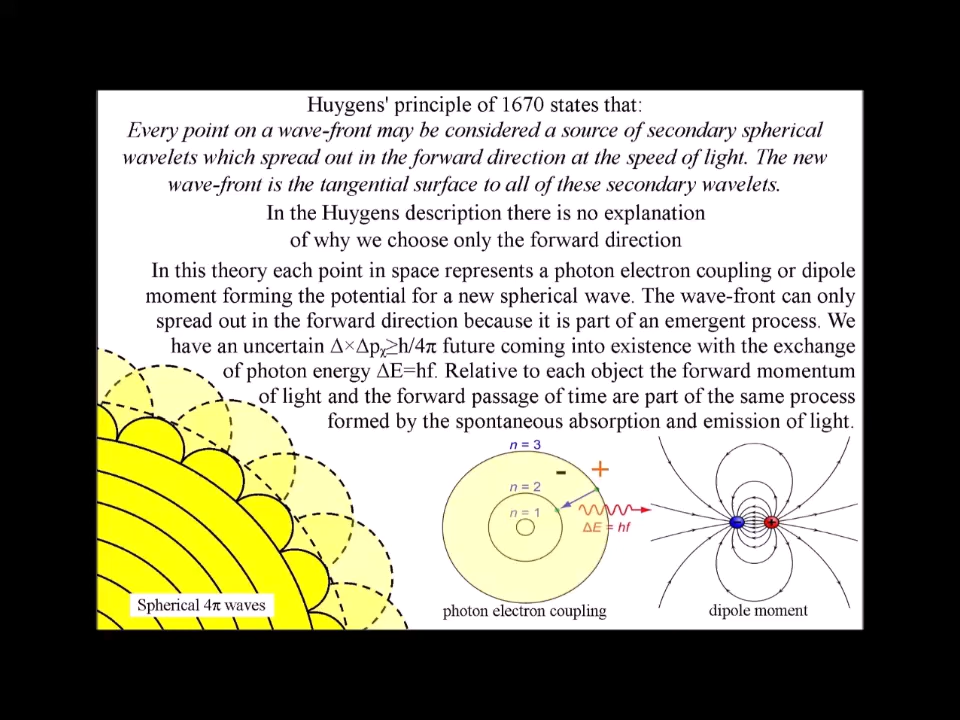 Huygens' principle of 1670 states that:
Every point on a wave-front may be considered a source of secondary spherical
wavelets which spread out in the forward direction at the speed of light. The new
wave-front is the tangential surface to all of these secondary wavelets.
In the Huygens description there is no explanation
of why we choose only the forward direction
In this theory each point in space represents a photon electron coupling or dipole
moment forming the potential for a new spherical wave. The wave-front can only
spread out in the forward direction because it is part of an emergent process. We
have an uncertain Δ×Δpᵪ≥h/4π future coming into existence with the exchange
of photon energy ΔE=hf. Relative to each object the forward momentum
of light and the forward passage of time are part of the same process
formed by the spontaneous absorption and emission of light.
n = 3
- +
n = 2
n = 1
ΔE = hf
- +
Spherical 4π waves
photon electron coupling
dipole moment